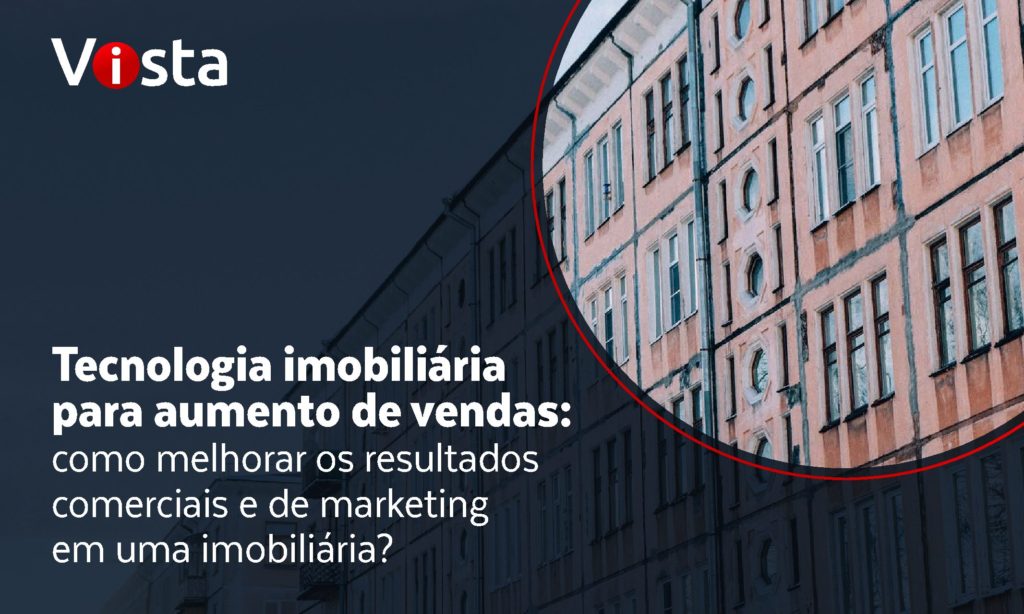 Vista
Tecnologia imobiliária
para aumento de vendas:
como melhorar os resultados
comerciais e de marketing
em uma imobiliária?